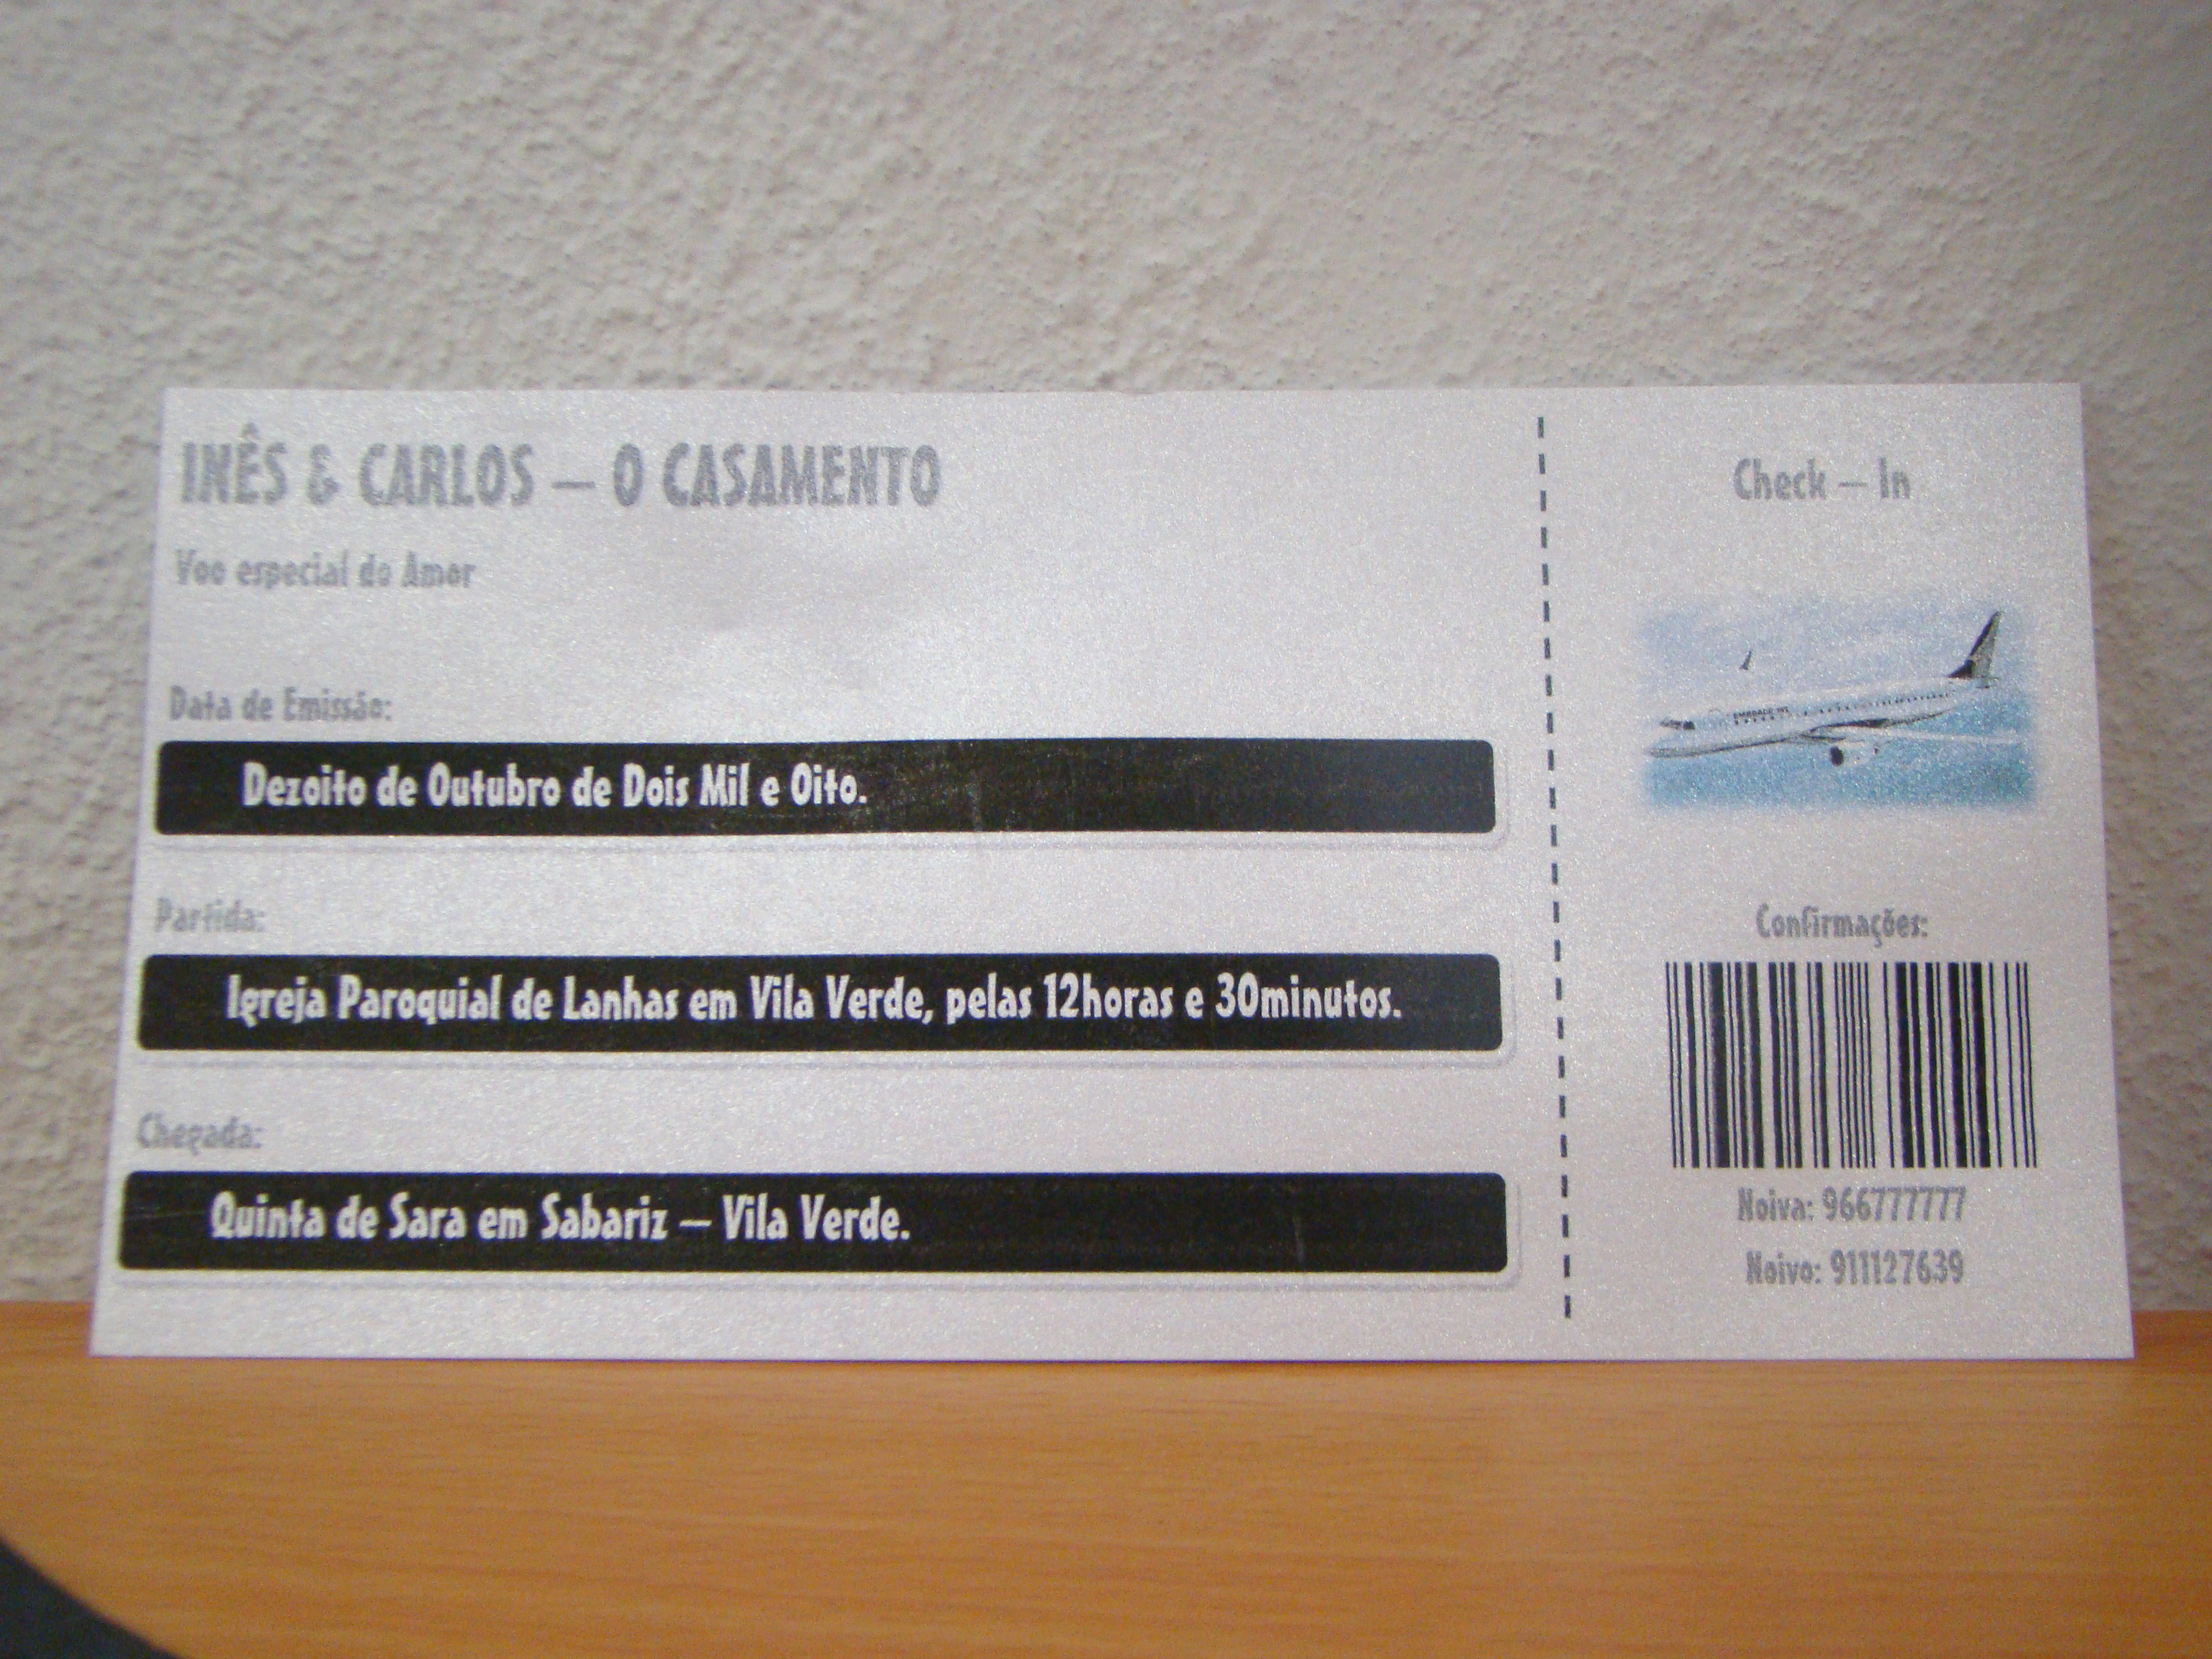 INÊS & CARLOS – O CASAMENTO
Voo especial do Amor
Data de Emissão:
Dezoito de Outubro de Dois Mil e Oito.
Partida:
Igreja Paroquial de Lanhas em Vila Verde, pelas 12horas e 30minutos.
Chegada:
Quinta de Sara em Sabariz – Vila Verde.
Check – In
Confirmações:
Noiva: 966777777
Noivo: 911127639